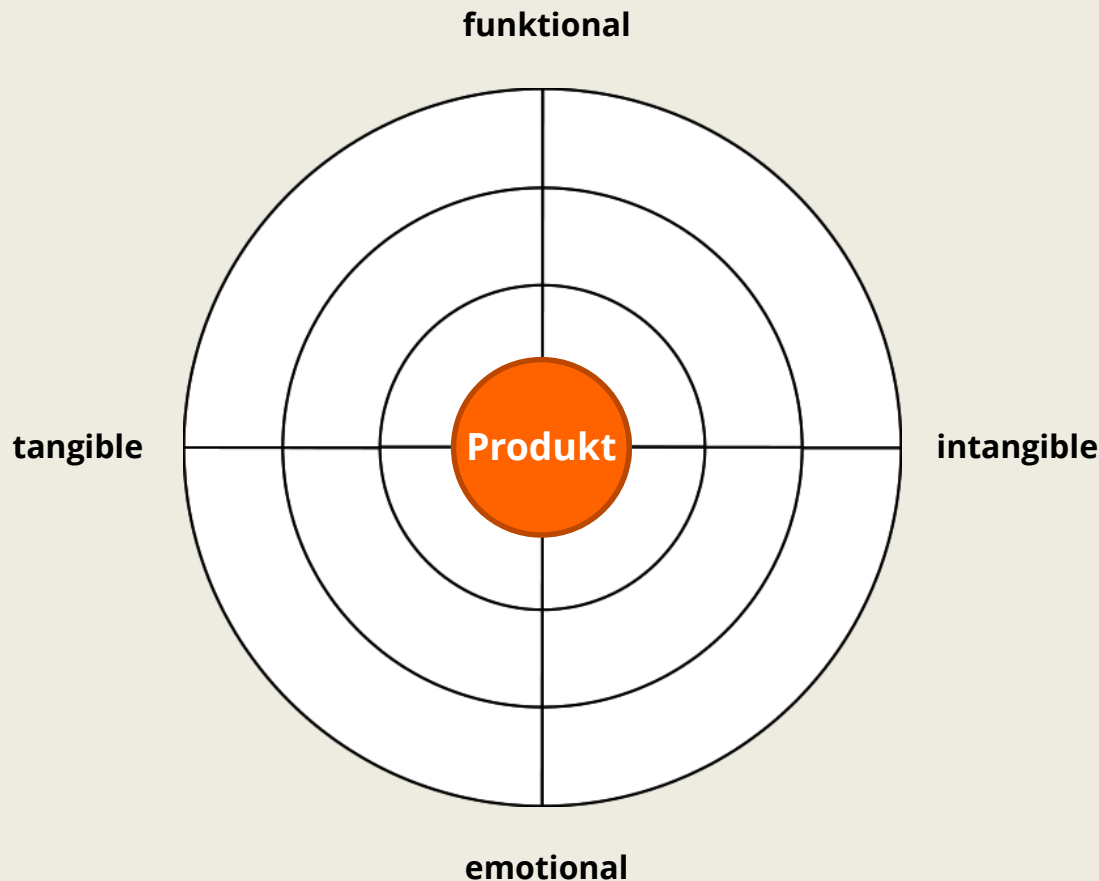 funktional
tangible
Produkt
intangible
emotional